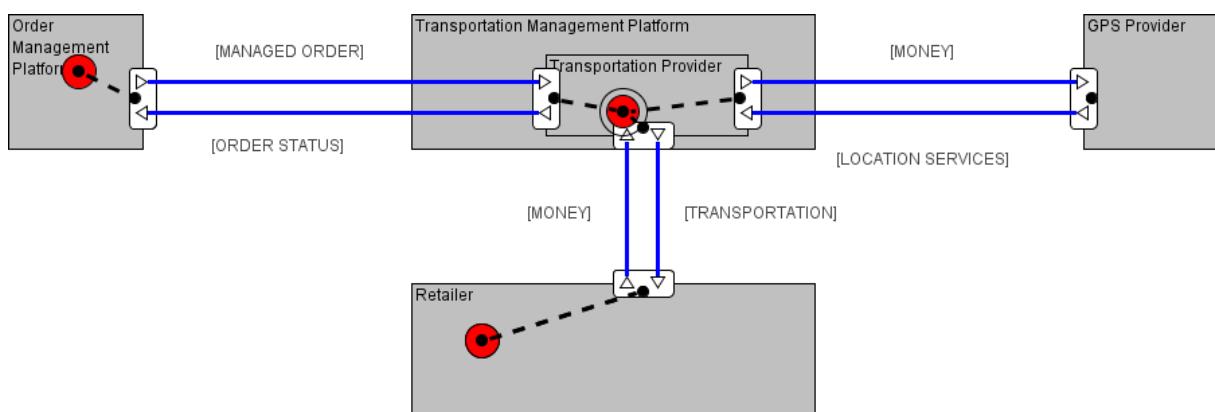 Order
Management
Platform
[MANAGED ORDER]
[ORDER STATUS]
Transportation Management Platform
Transportation Provider
[MONEY]
[LOCATION SERVICES]
GPS Provider
[MONEY]
[TRANSPORTATION]
Retailer